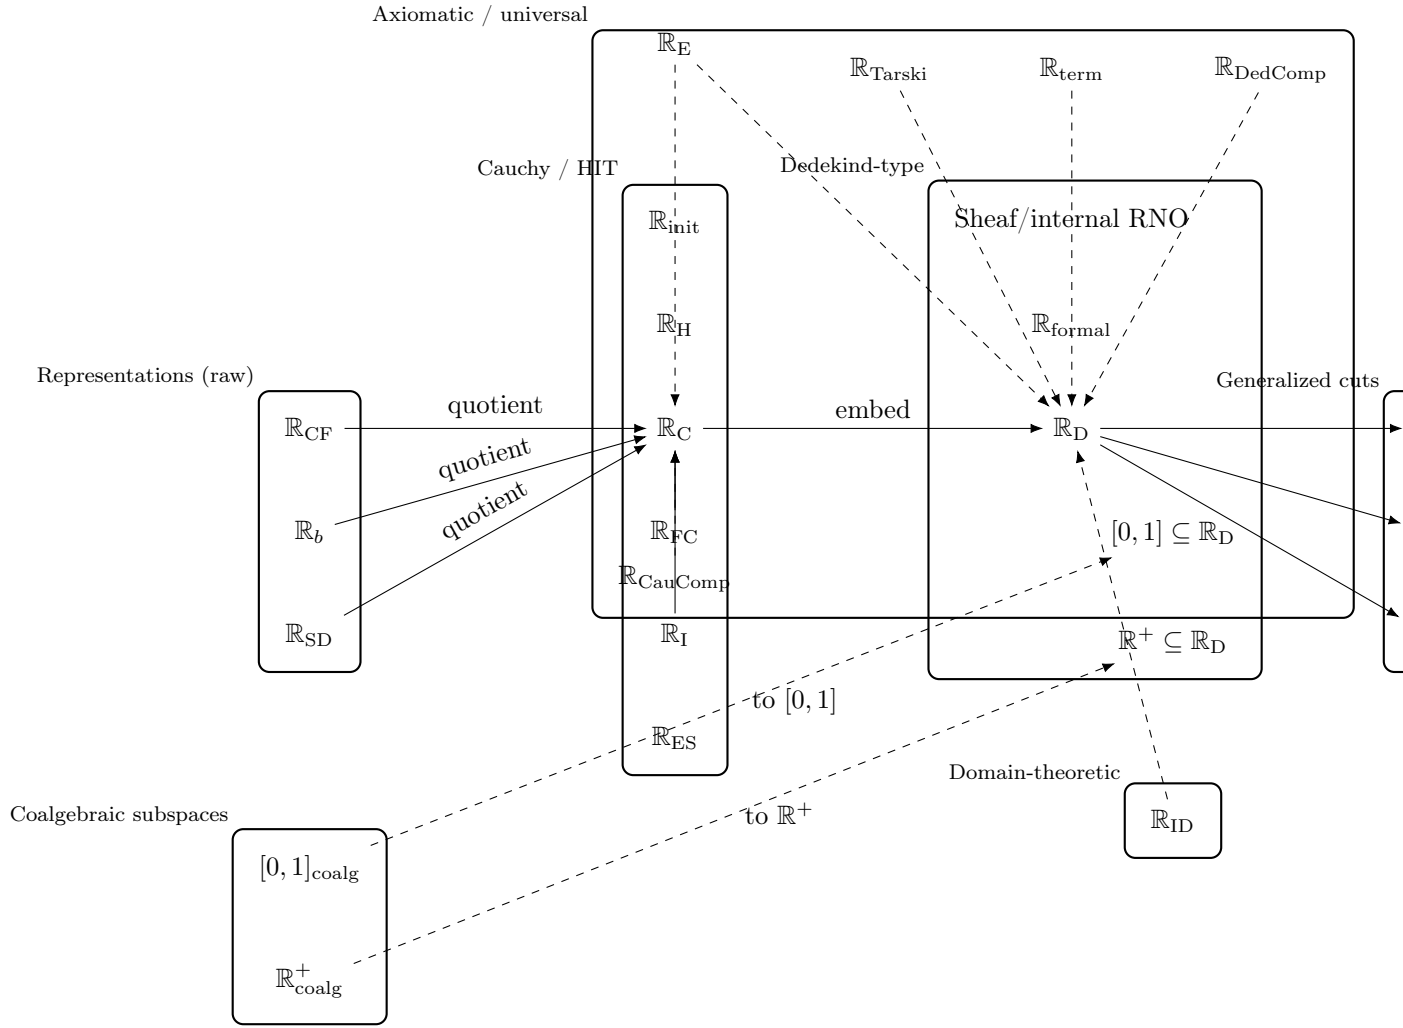 Axiomatic / universal
ℝ_E
ℝ_Tarski
ℝ_term
ℝ_DedComp
Cauchy / HIT
Dedekind-type
ℝ_init
Sheaf/internal RNO
ℝ_H
ℝ_formal
Representations (raw)
Generalized cuts
ℝ_CF
quotient
ℝ_C
embed
ℝ_D
quotient
quotient
ℝ_b
ℝ_FC
[0, 1] ⊆ ℝ_D
ℝ_CauComp
ℝ_SD
ℝ_I
ℝ⁺ ⊆ ℝ_D
to [0, 1]
ℝ_ES
Domain-theoretic
Coalgebraic subspaces
to ℝ⁺
ℝ_ID
[0, 1]_coalg
ℝ⁺_coalg